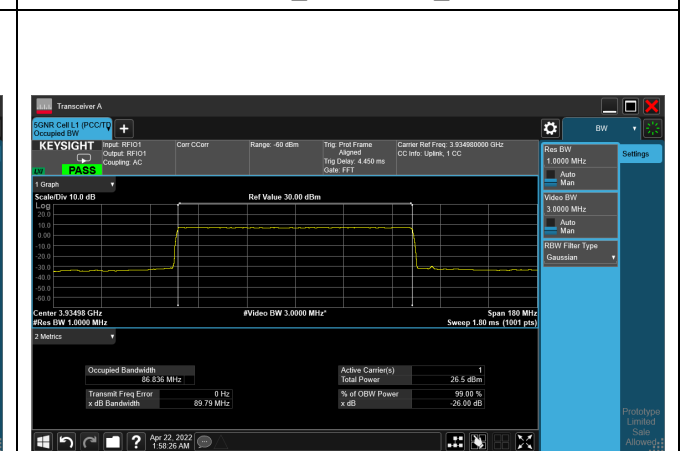 Transceiver A
5GNR Cell L1 (PCC/TD
Occupied BW
+
KEYSIGHT
LXI
PASS
Input: RFIO1
Output: RFIO1
Coupling: AC
Corr CCorr
Range: -60 dBm
Trig: Prot Frame
Aligned
Trig Delay: 4.450 ms
Gate: FFT
Carrier Ref Freq: 3.934980000 GHz
CC Info: Uplink, 1 CC
1 Graph
Scale/Div 10.0 dB
Ref Value 30.00 dBm
Log
20.0
10.0
0.00
-10.0
-20.0
-30.0
-40.0
-50.0
-60.0
Center 3.93498 GHz
#Video BW 3.0000 MHz*
Span 180 MHz
#Res BW 1.0000 MHz
Sweep 1.80 ms (1001 pts)
2 Metrics
Occupied Bandwidth
86.836 MHz
Transmit Freq Error 0 Hz
x dB Bandwidth 89.79 MHz
Active Carrier(s) 1
Total Power 26.5 dBm
% of OBW Power 99.00 %
x dB -26.00 dB
?
Apr 22, 2022
1:58:26 AM
BW
Res BW
1.0000 MHz
Auto
Man
Video BW
3.0000 MHz
Auto
Man
RBW Filter Type
Gaussian
Settings
Prototype
Limited
Sale
Allowed